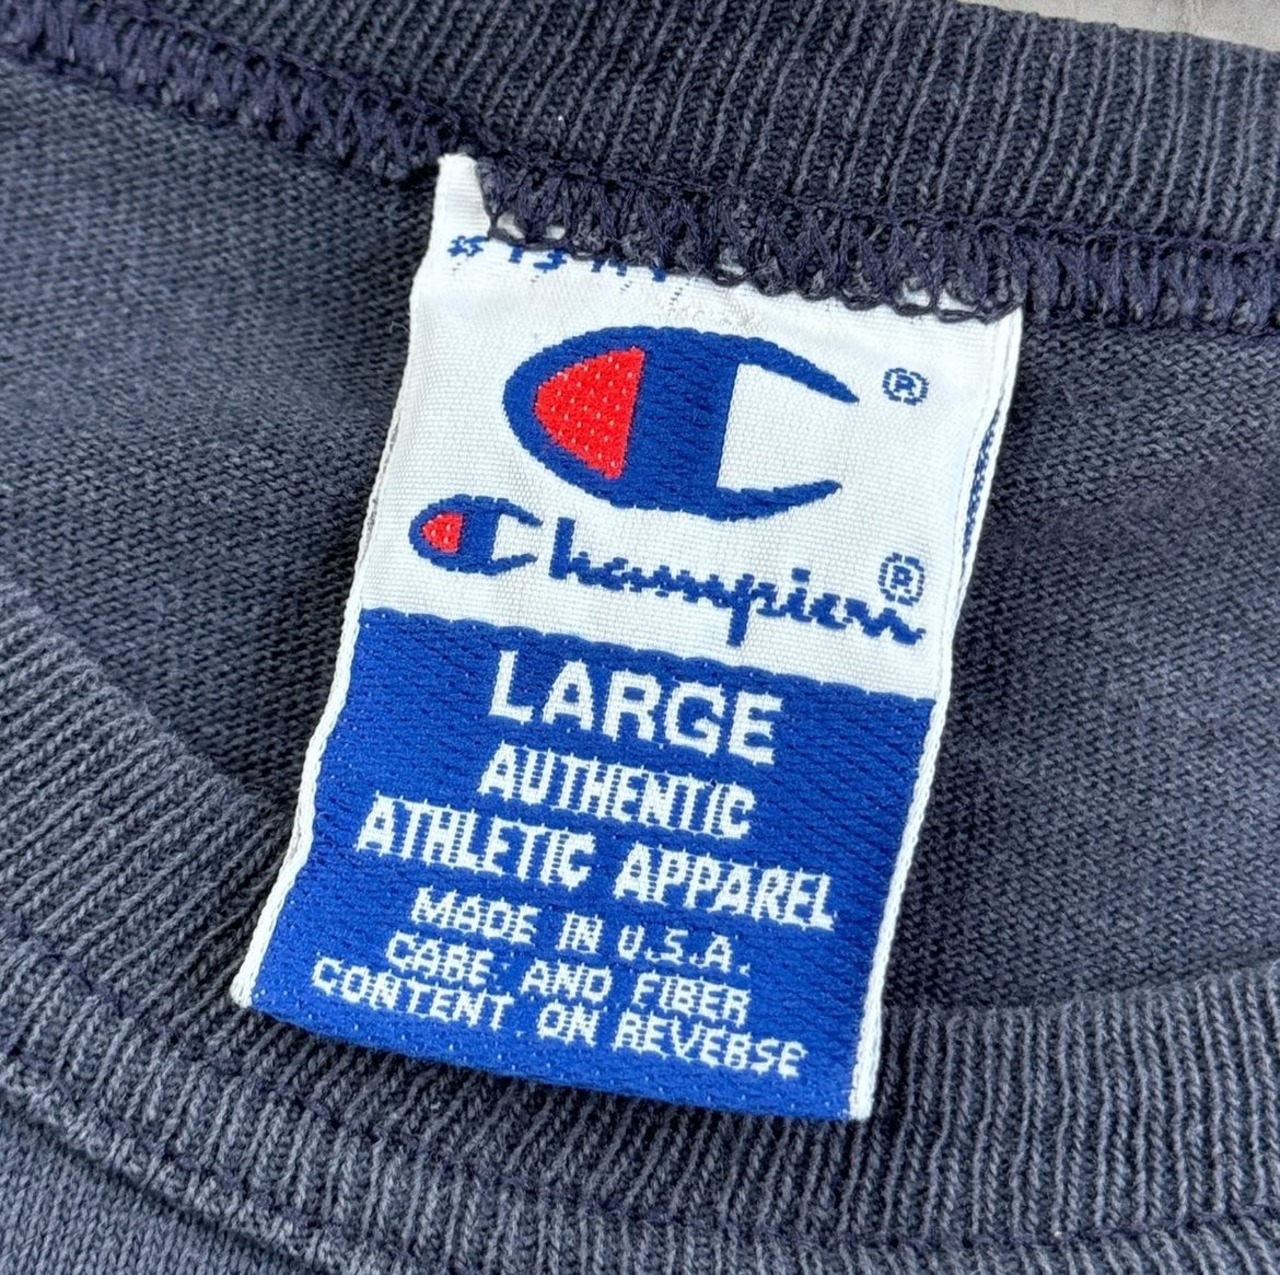 ®
Champion®
LARGE
AUTHENTIC
ATHLETIC APPAREL
MADE IN U.S.A.
CARE AND FIBER
CONTENT ON REVERSE